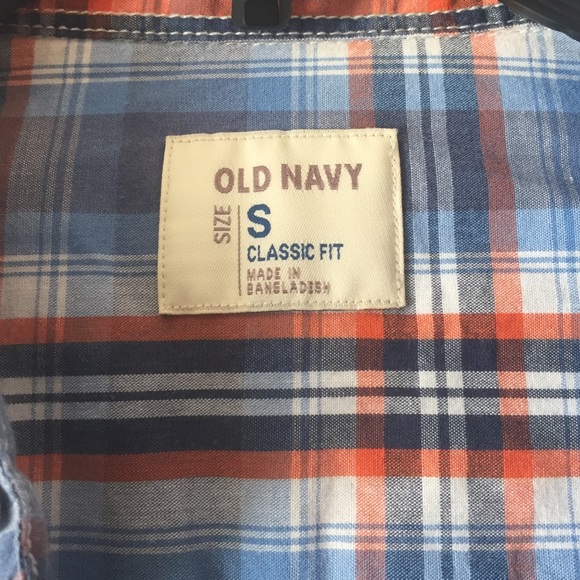 OLD NAVY
SIZE
S
CLASSIC FIT
MADE IN
BANGLADESH